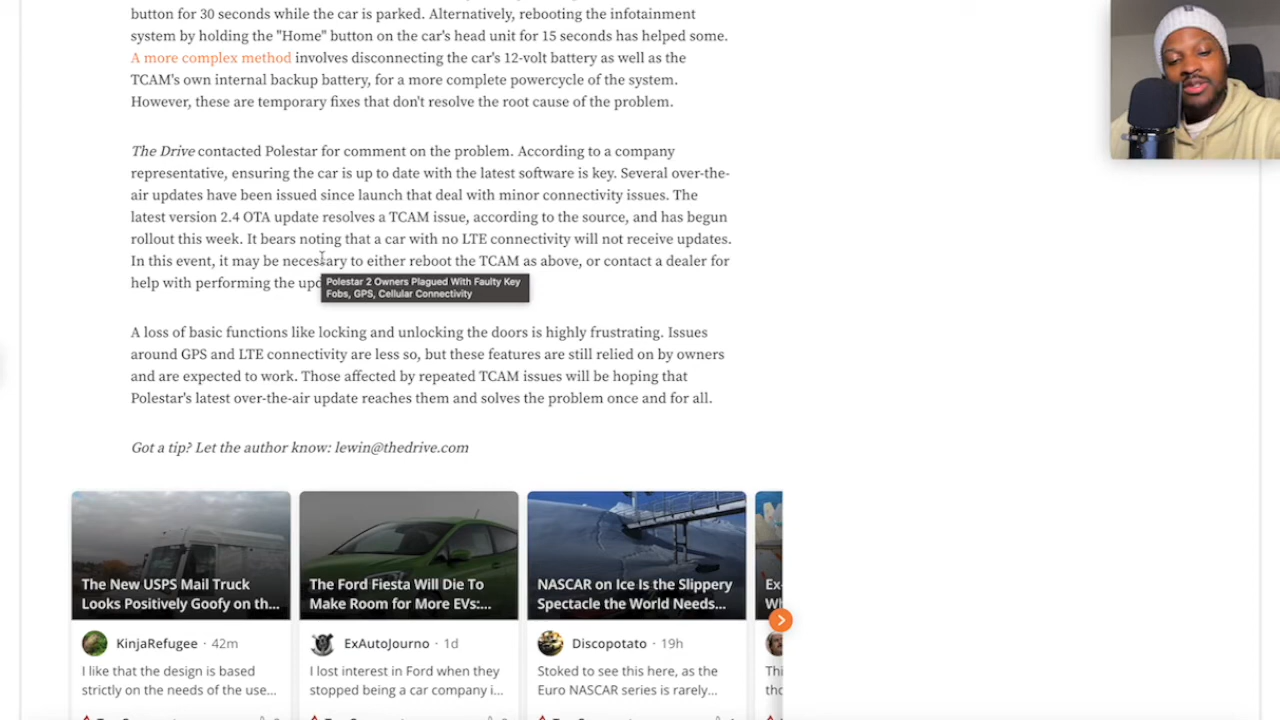 button for 30 seconds while the car is parked. Alternatively, rebooting the infotainment
system by holding the "Home" button on the car's head unit for 15 seconds has helped some.
A more complex method involves disconnecting the car's 12-volt battery as well as the
TCAM's own internal backup battery, for a more complete powercycle of the system.
However, these are temporary fixes that don't resolve the root cause of the problem.
The Drive contacted Polestar for comment on the problem. According to a company
representative, ensuring the car is up to date with the latest software is key. Several over-the-
air updates have been issued since launch that deal with minor connectivity issues. The
latest version 2.4 OTA update resolves a TCAM issue, according to the source, and has begun
rollout this week. It bears noting that a car with no LTE connectivity will not receive updates.
In this event, it may be necessary to either reboot the TCAM as above, or contact a dealer for
help with performing the upd
Polestar 2 Owners Plagued With Faulty Key
Fobs, GPS, Cellular Connectivity
A loss of basic functions like locking and unlocking the doors is highly frustrating. Issues
around GPS and LTE connectivity are less so, but these features are still relied on by owners
and are expected to work. Those affected by repeated TCAM issues will be hoping that
Polestar's latest over-the-air update reaches them and solves the problem once and for all.
Got a tip? Let the author know: lewin@thedrive.com
The New USPS Mail Truck
Looks Positively Goofy on th...
KinjaRefugee · 42m
I like that the design is based
strictly on the needs of the use...
The Ford Fiesta Will Die To
Make Room for More EVs:...
ExAutoJourno · 1d
I lost interest in Ford when they
stopped being a car company i...
NASCAR on Ice Is the Slippery
Spectacle the World Needs...
Discopotato · 19h
Stoked to see this here, as the
Euro NASCAR series is rarely...
Ex-
Wh
Thi
tho